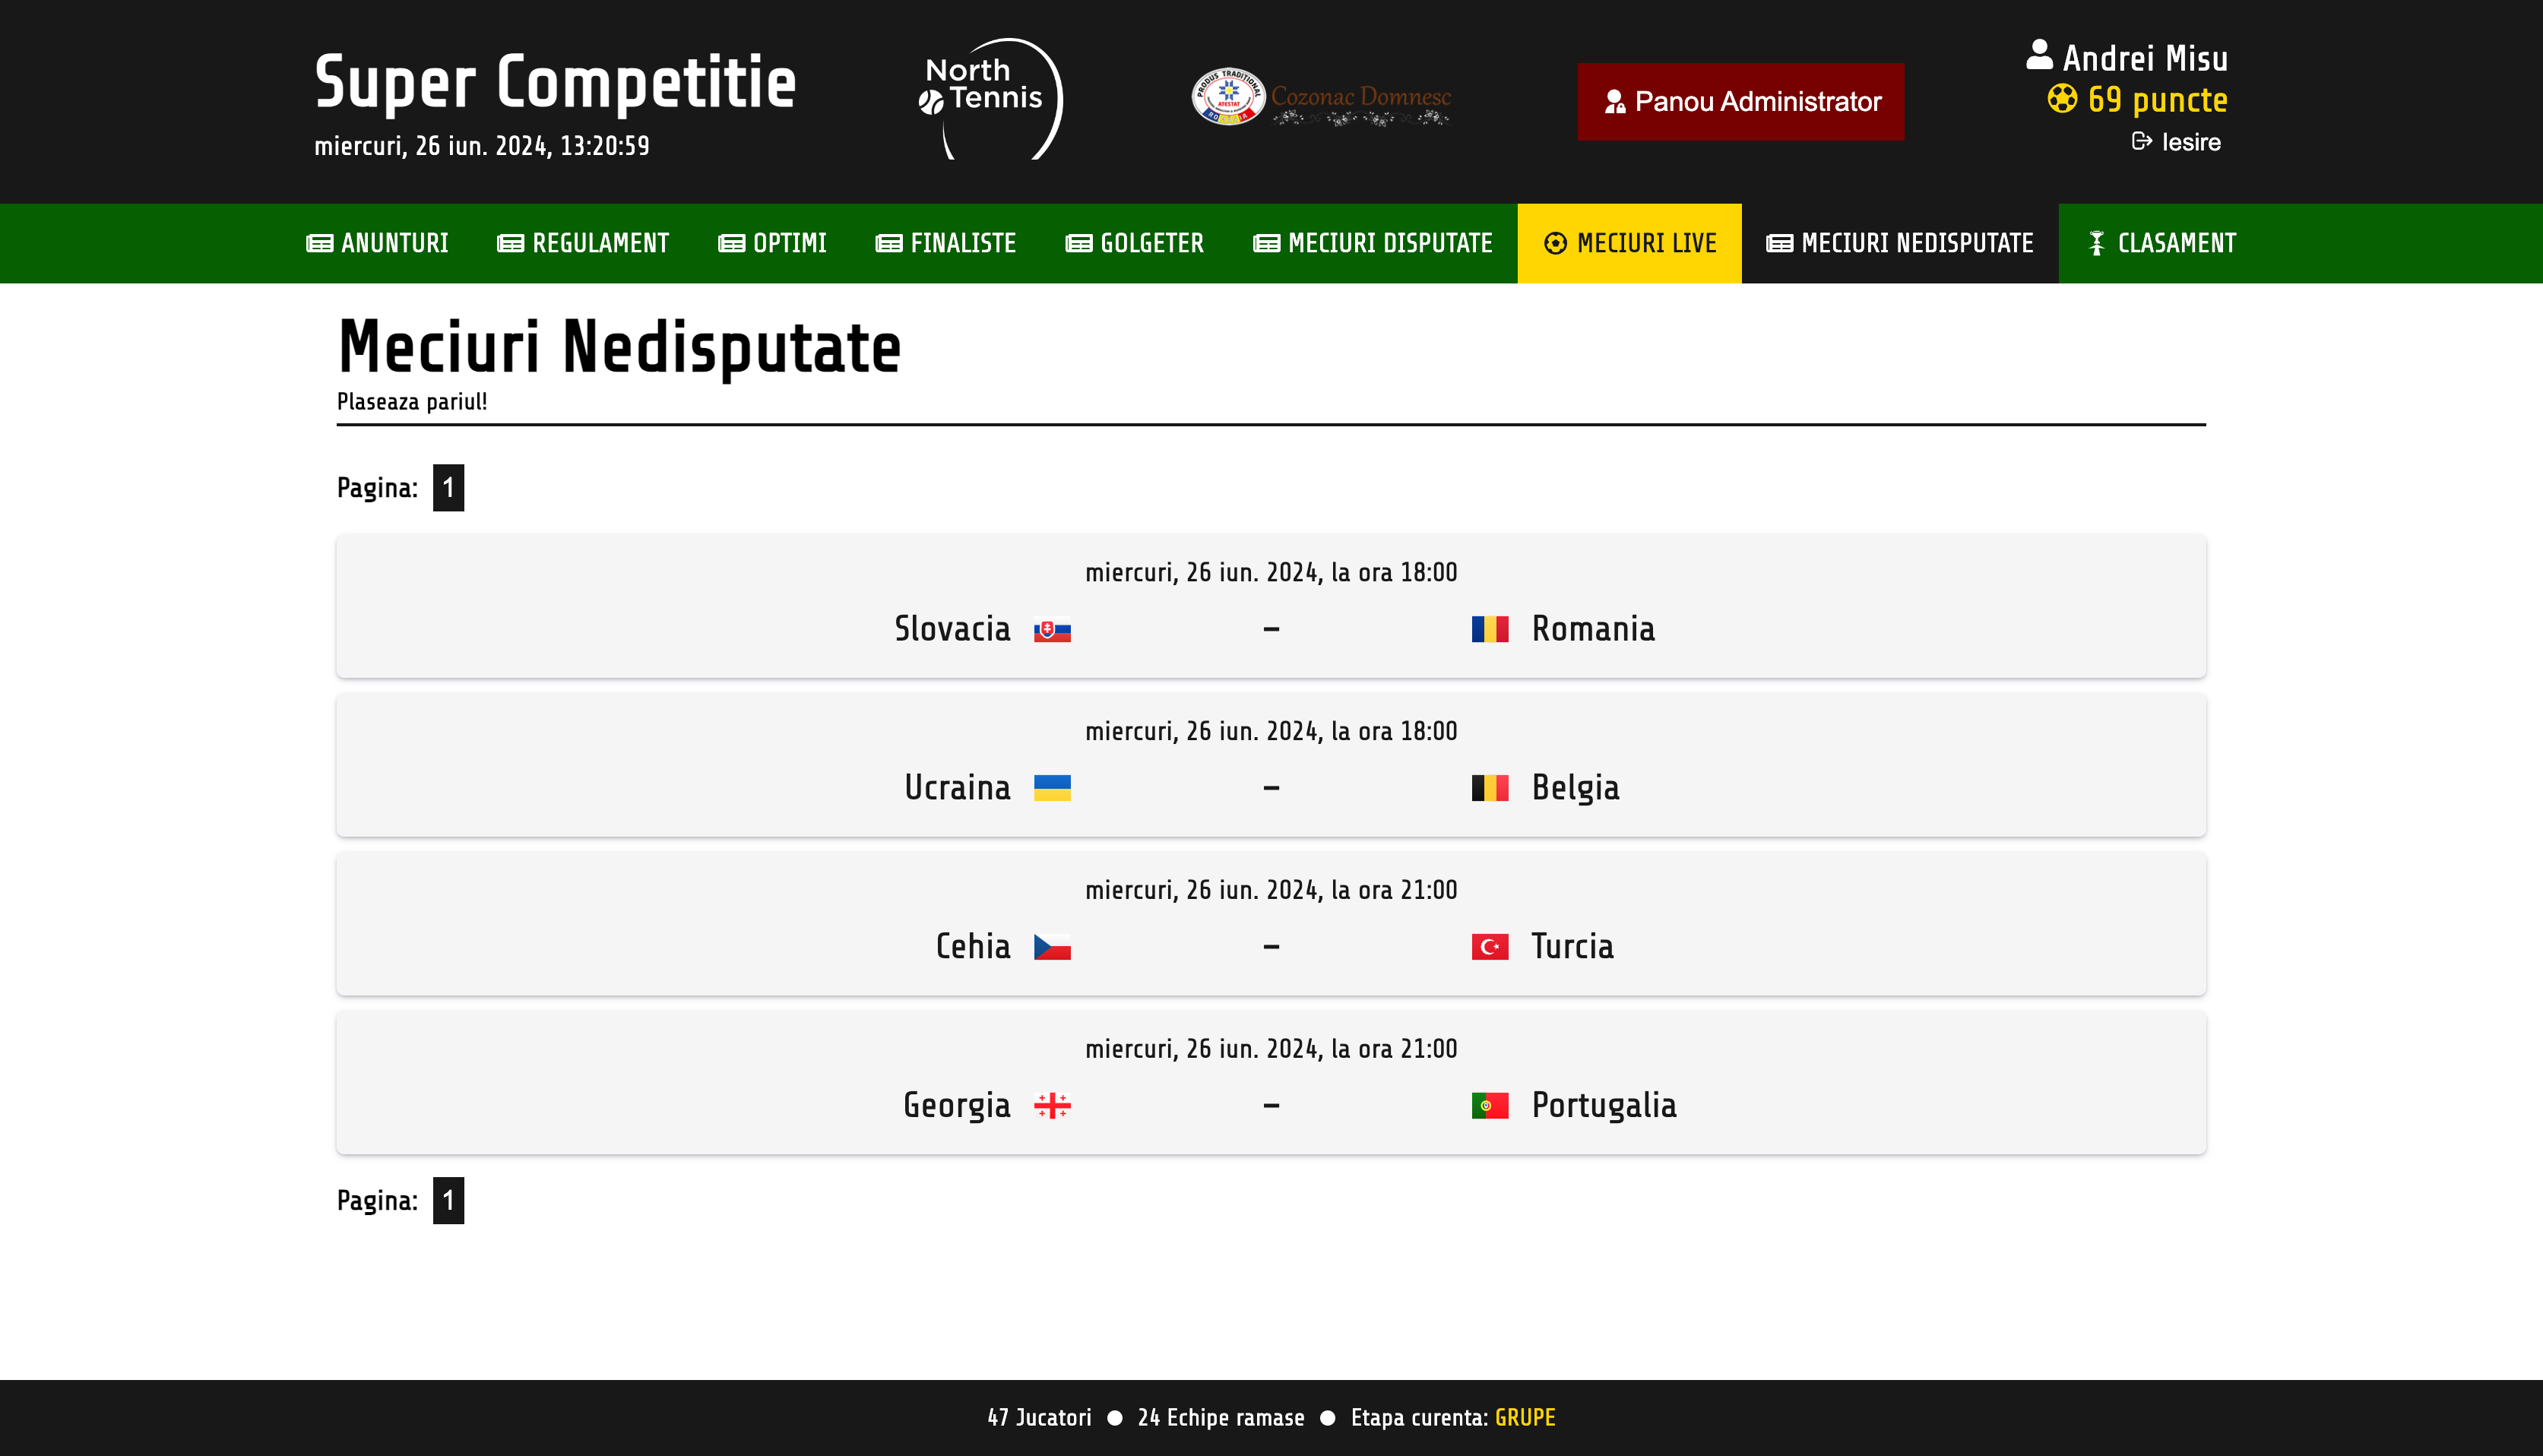 Super Competitie
miercuri, 26 iun. 2024, 13:20:59
North
Tennis
PRODUS TRADITIONAL
ATESTAT
Cozonac Domnesc
Panou Administrator
Andrei Misu
69 puncte
Iesire
ANUNTURI REGULAMENT OPTIMI FINALISTE GOLGETER MECIURI DISPUTATE MECIURI LIVE MECIURI NEDISPUTATE CLASAMENT
Meciuri Nedisputate
Plaseaza pariul!
Pagina: 1
miercuri, 26 iun. 2024, la ora 18:00
Slovacia – Romania
miercuri, 26 iun. 2024, la ora 18:00
Ucraina – Belgia
miercuri, 26 iun. 2024, la ora 21:00
Cehia – Turcia
miercuri, 26 iun. 2024, la ora 21:00
Georgia – Portugalia
Pagina: 1
47 Jucatori ● 24 Echipe ramase ● Etapa curenta: GRUPE